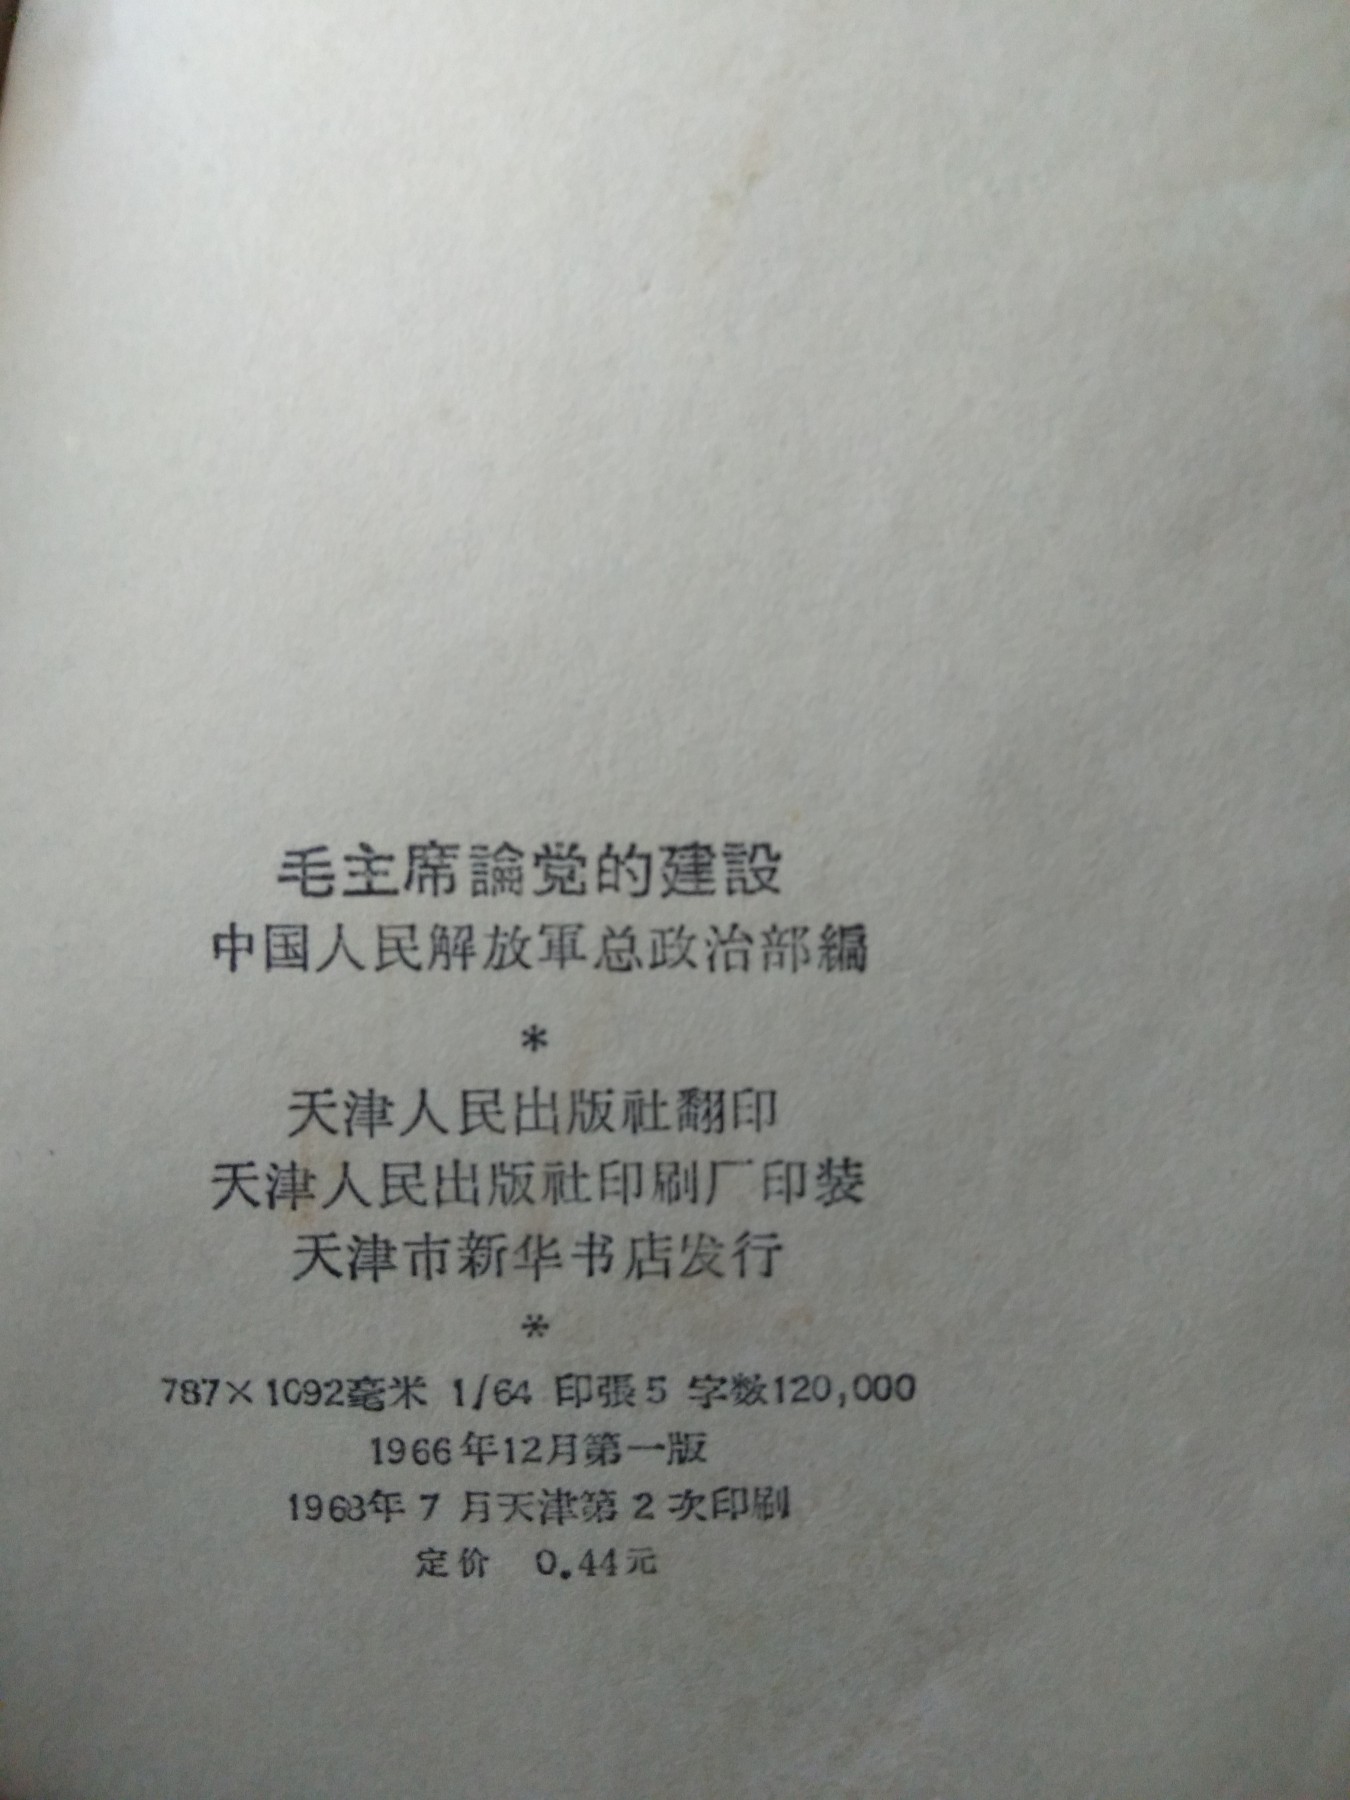 毛主席論党的建設
中国人民解放軍总政治部編
*
天津人民出版社翻印
天津人民出版社印刷厂印装
天津市新华书店发行
*
787×1092毫米 1/64 印張5 字数120,000
1966年12月第一版
1968年7月天津第2次印刷
定价 0.44元